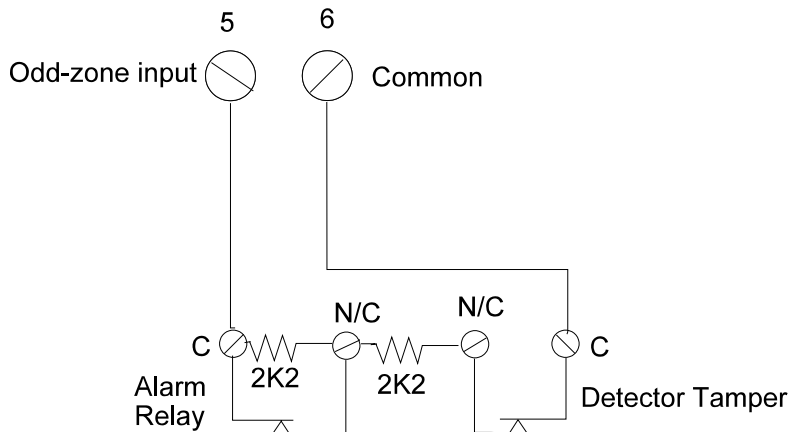 5 6
Odd-zone input Common
N/C N/C
C C
2K2 2K2
Alarm
Relay
Detector Tamper